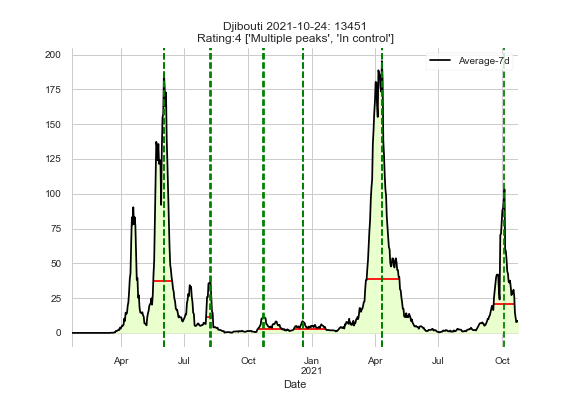 Djibouti 2021-10-24: 13451
Rating:4 ['Multiple peaks', 'In control']
Average-7d
200
175
150
125
100
75
50
25
0
Apr Jul Oct Jan Apr Jul Oct
2021
Date